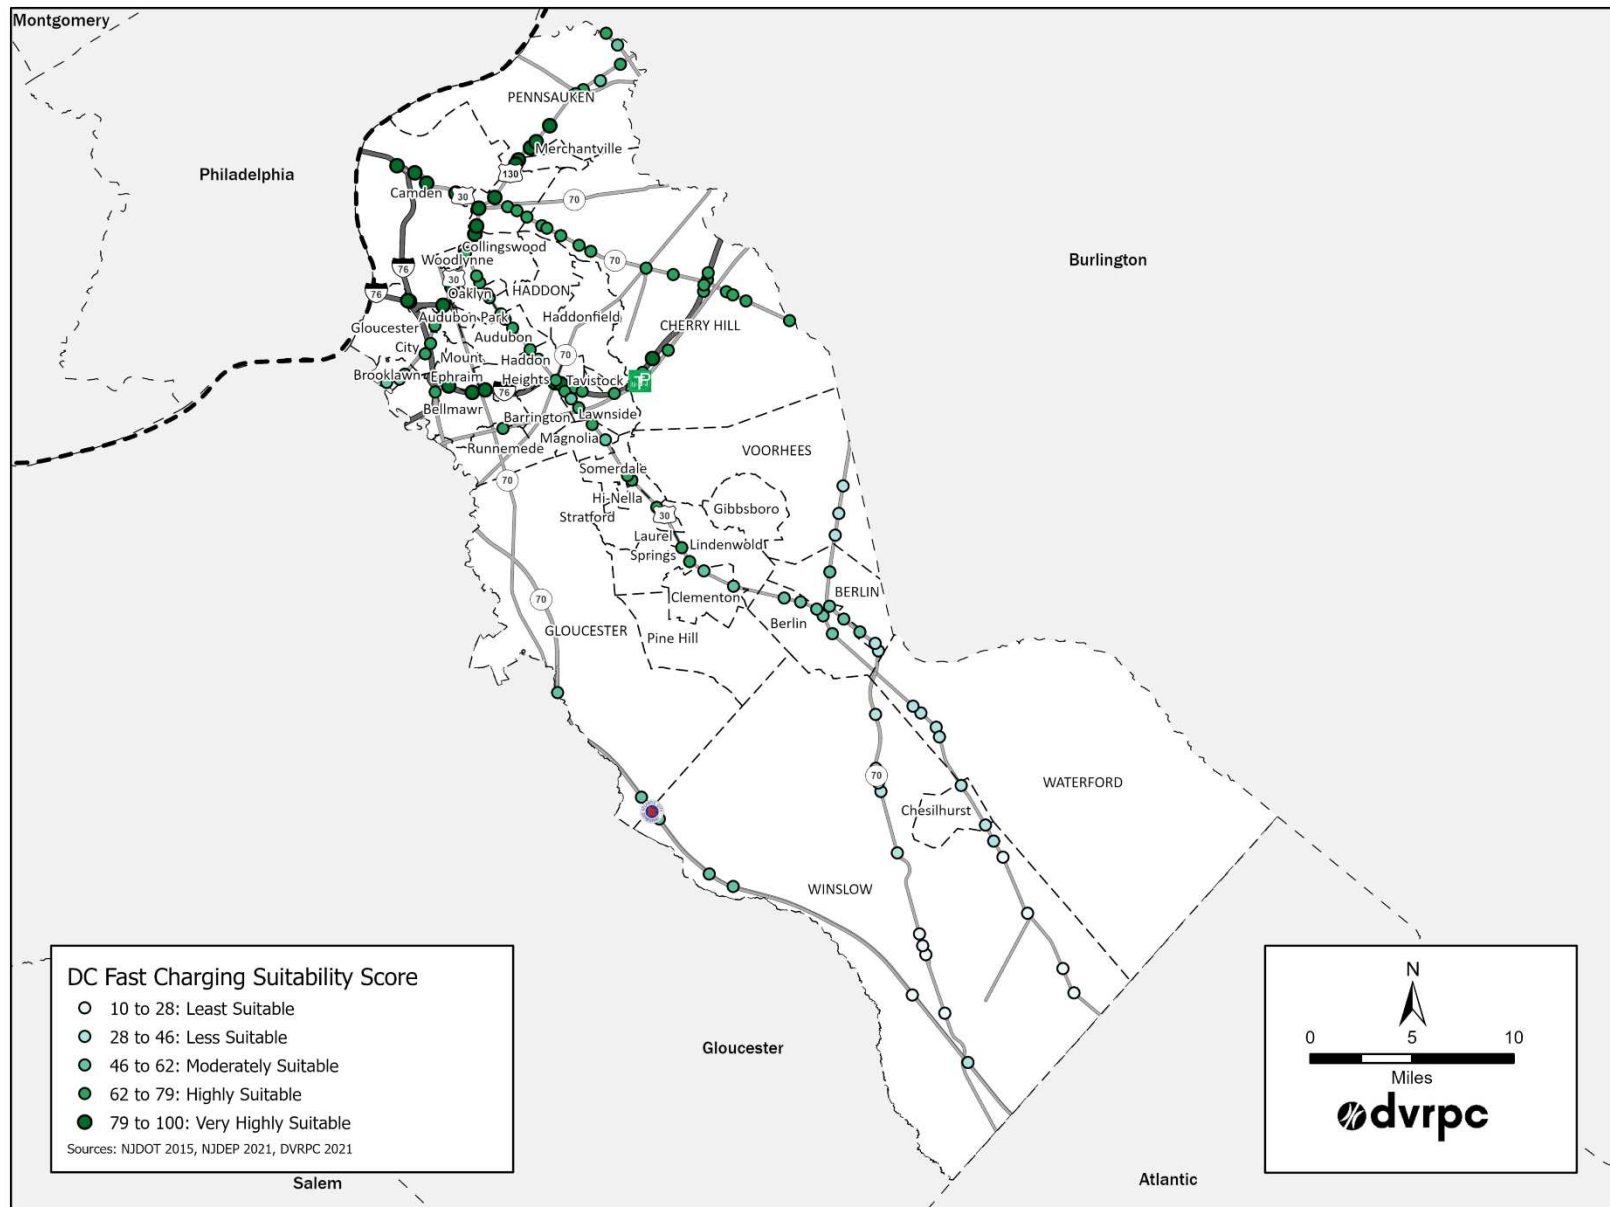 Montgomery
PENNSAUKEN
Merchantville
Philadelphia
130
Camden
30
70
Collingswood
Woodlynne
70
Burlington
76
30
76
Oaklyn
HADDON
Audubon Park
Haddonfield
Gloucester
City
CHERRY HILL
Audubon
Mount
Ephraim
70
Haddon
Heights
Brooklawn
Tavistock
TP
76
Bellmawr
Barrington
Lawnside
Magnolia
Runnemede
VOORHEES
Somerdale
70
Hi-Nella
Gibbsboro
Stratford
30
Laurel
Springs
Lindenwold
Clementon
BERLIN
70
Berlin
GLOUCESTER
Pine Hill
70
WATERFORD
Chesilhurst
WINSLOW
DC Fast Charging Suitability Score
10 to 28: Least Suitable
28 to 46: Less Suitable
46 to 62: Moderately Suitable
62 to 79: Highly Suitable
79 to 100: Very Highly Suitable
Sources: NJDOT 2015, NJDEP 2021, DVRPC 2021
N
0 5 10
Miles
dvrpc
Gloucester
Salem
Atlantic